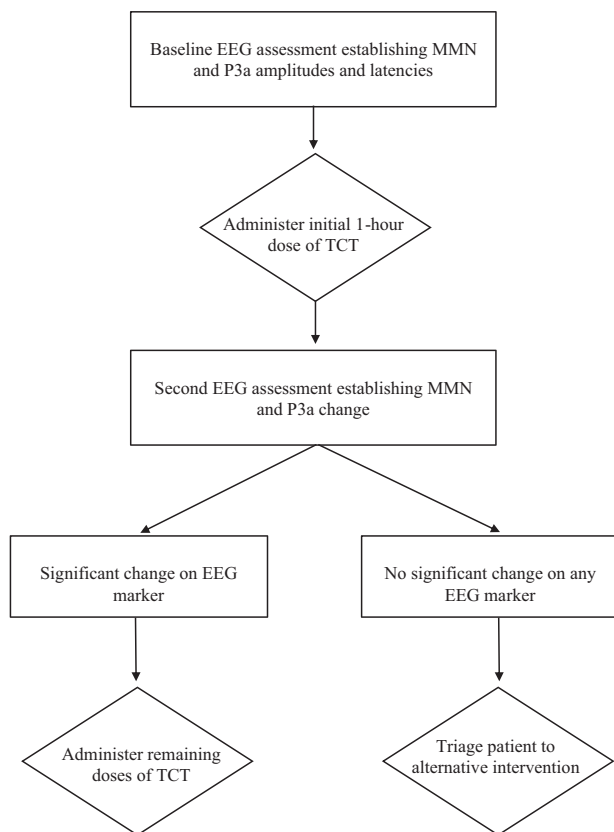 Baseline EEG assessment establishing MMN
and P3a amplitudes and latencies
Administer initial 1-hour
dose of TCT
Second EEG assessment establishing MMN
and P3a change
Significant change on EEG
marker
No significant change on any
EEG marker
Administer remaining
doses of TCT
Triage patient to
alternative intervention